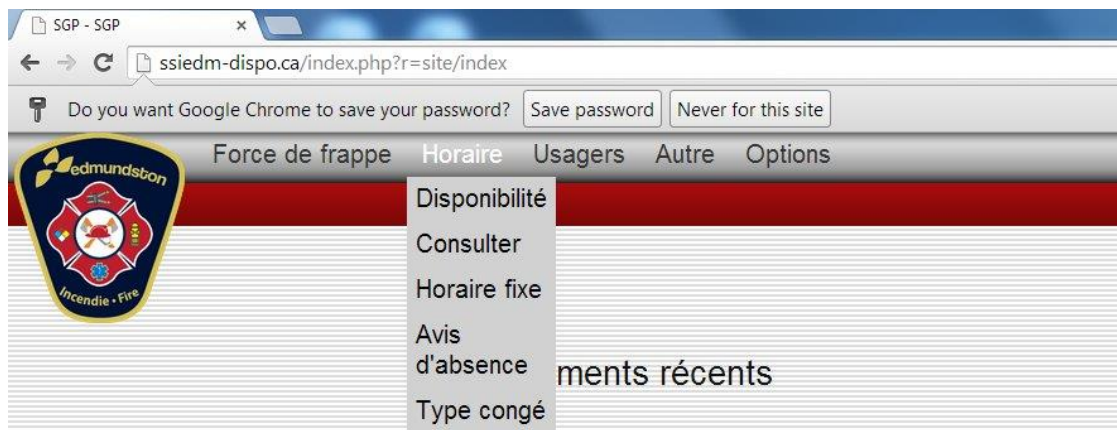 SGP - SGP
ssiedm-dispo.ca/index.php?r=site/index
Do you want Google Chrome to save your password? Save password Never for this site
edmundston
Incendie • Fire
Force de frappe Horaire Usagers Autre Options
Disponibilité
Consulter
Horaire fixe
Avis
d'absence
ments récents
Type congé